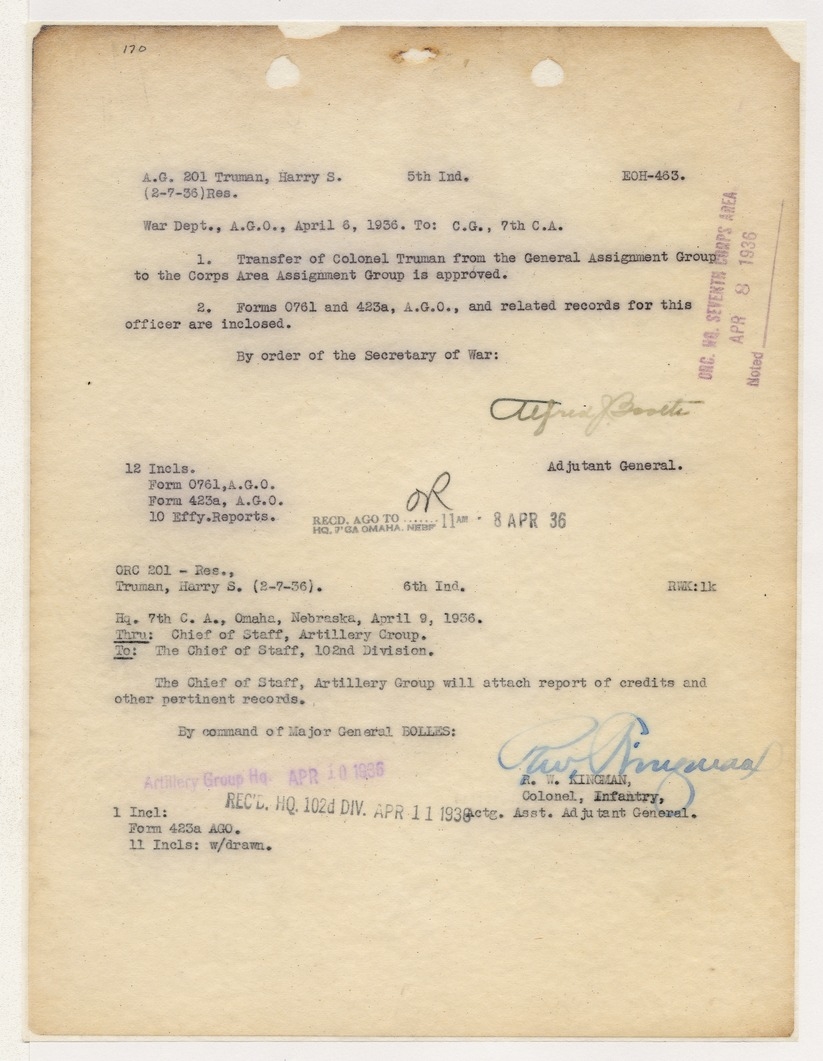 170
A.G. 201 Truman, Harry S. 5th Ind. EOH-463.
(2-7-36)Res.
War Dept., A.G.O., April 6, 1936. To: C.G., 7th C.A.
1. Transfer of Colonel Truman from the General Assignment Group
to the Corps Area Assignment Group is approved.
2. Forms 0761 and 423a, A.G.O., and related records for this
officer are inclosed.
By order of the Secretary of War:
ORC. HQ. SEVENTH CORPS AREA
APR 8 1936
Noted
Alfred J
Adjutant General.
12 Incls.
Form 0761,A.G.O.
Form 423a, A.G.O.
10 Effy.Reports.
OR
RECD. AGO TO ...... 11 AM - 8 APR 36
HQ. 7'CA OMAHA. NEBR
ORC 201 - Res.,
Truman, Harry S. (2-7-36). 6th Ind. RWK:lk
Hq. 7th C. A., Omaha, Nebraska, April 9, 1936.
Thru: Chief of Staff, Artillery Group.
To: The Chief of Staff, 102nd Division.
The Chief of Staff, Artillery Group will attach report of credits and
other pertinent records.
By command of Major General BOLLES:
R.W. Kingman
R. W. KINGMAN,
Colonel, Infantry,
Actg. Asst. Adjutant General.
Artillery Group Hq. APR 10 1936
REC'D. HQ. 102d DIV. APR 11 1936
1 Incl:
Form 423a AGO.
11 Incls: w/drawn.